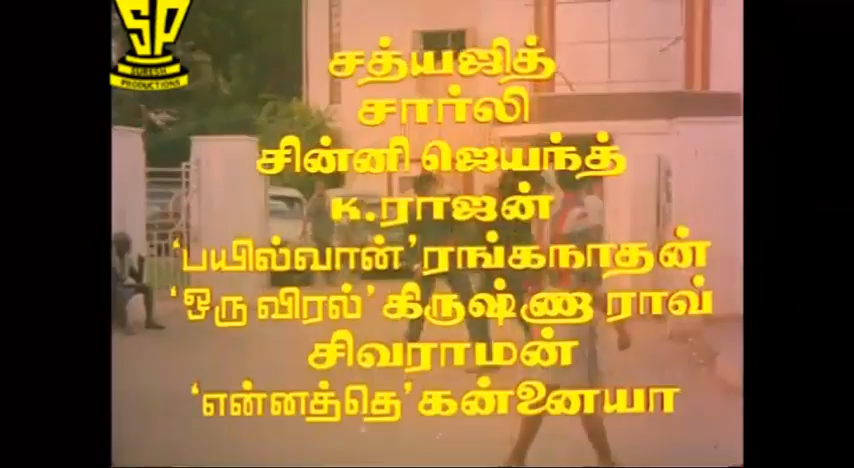 SP
SURESH
PRODUCTIONS
சத்யஜித்
சார்லி
சின்னி ஜெயந்த்
K.ராஜன்
'பயில்வான்' ரங்கநாதன்
'ஒரு விரல்' கிருஷ்ணா ராவ்
சிவராமன்
'என்னத்தெ' கன்னையா